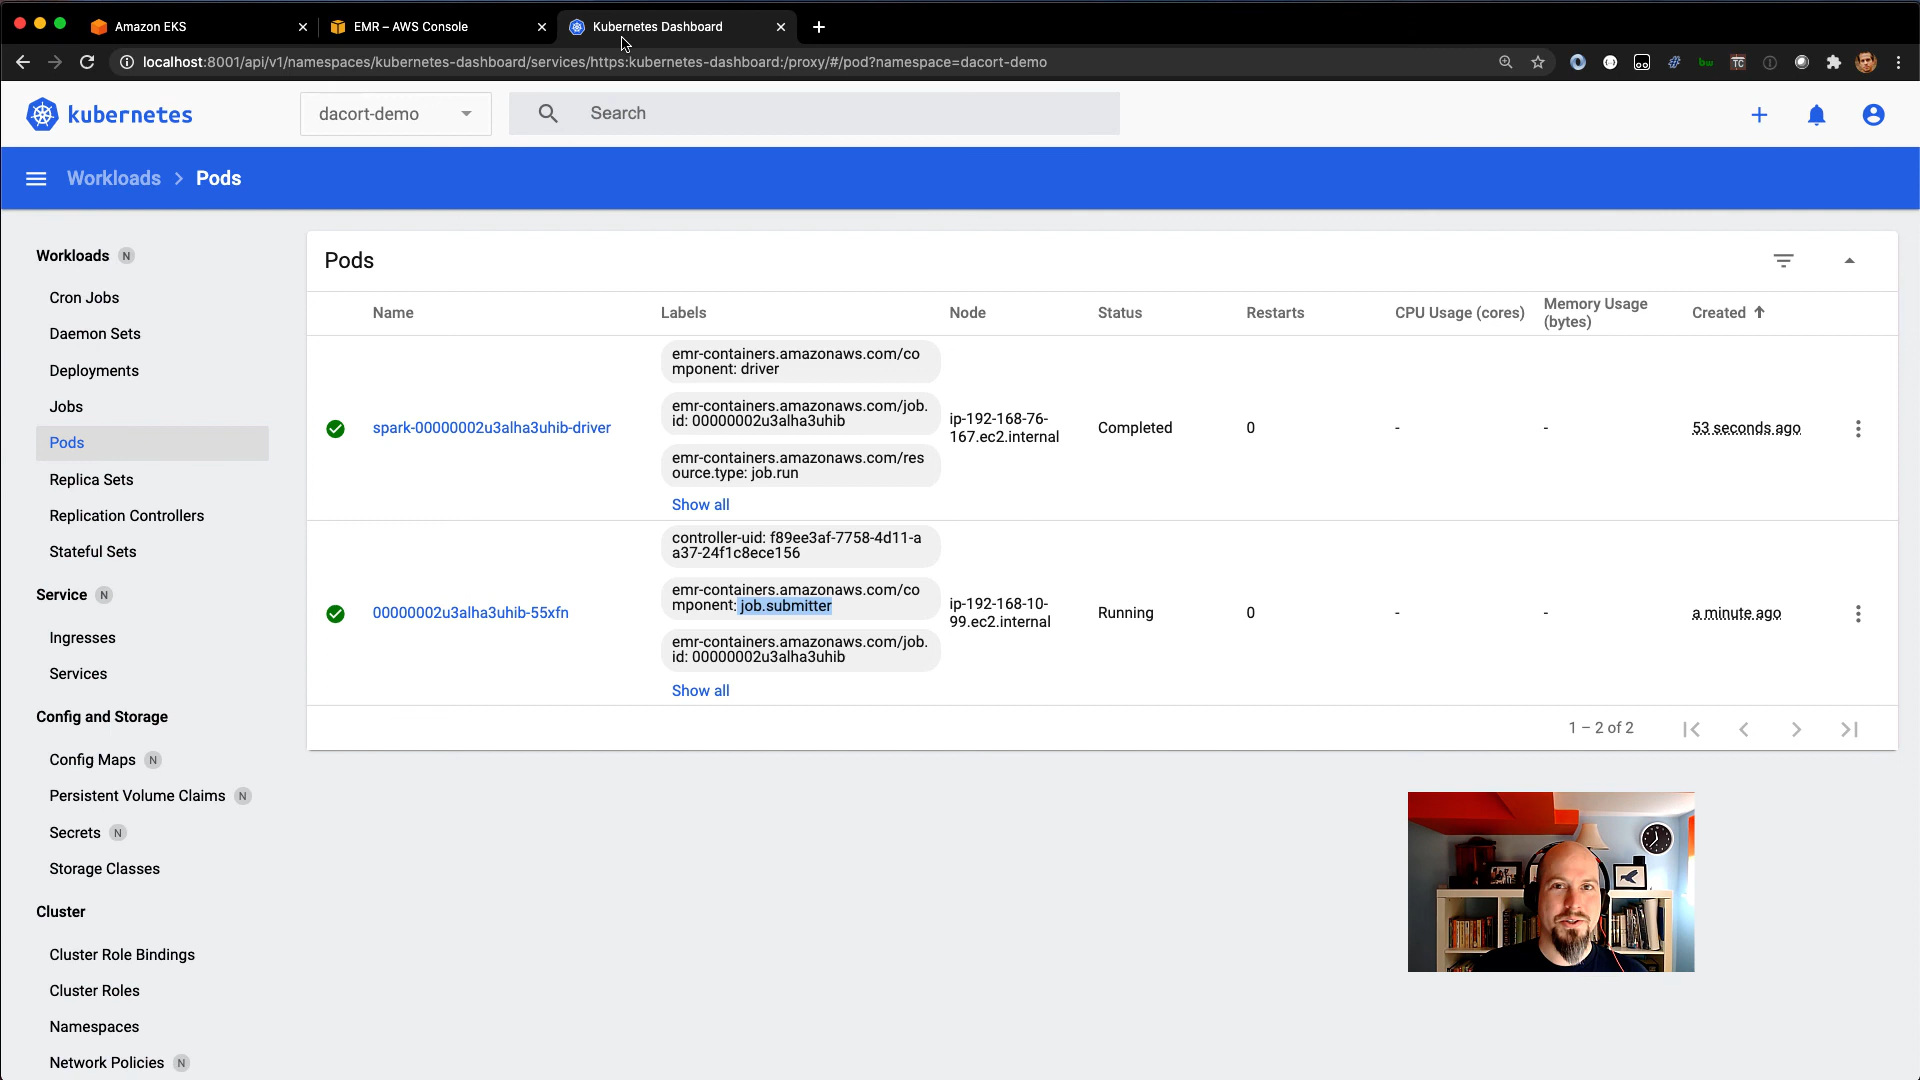 Amazon EKS
EMR – AWS Console
Kubernetes Dashboard
localhost:8001/api/v1/namespaces/kubernetes-dashboard/services/https:kubernetes-dashboard:/proxy/#/pod?namespace=dacort-demo
bw
TC
kubernetes
dacort-demo
Search
Workloads > Pods
Workloads N
Cron Jobs
Daemon Sets
Deployments
Jobs
Pods
Replica Sets
Replication Controllers
Stateful Sets
Service N
Ingresses
Services
Config and Storage
Config Maps N
Persistent Volume Claims N
Secrets N
Storage Classes
Cluster
Cluster Role Bindings
Cluster Roles
Namespaces
Network Policies N
Pods
Name
Labels
Node
Status
Restarts
CPU Usage (cores)
Memory Usage
(bytes)
Created
spark-00000002u3alha3uhib-driver
emr-containers.amazonaws.com/co
mponent: driver
emr-containers.amazonaws.com/job.
id: 00000002u3alha3uhib
emr-containers.amazonaws.com/res
ource.type: job.run
Show all
ip-192-168-76-
167.ec2.internal
Completed
0
-
-
53 seconds ago
00000002u3alha3uhib-55xfn
controller-uid: f89ee3af-7758-4d11-a
a37-24f1c8ece156
emr-containers.amazonaws.com/co
mponent: job.submitter
emr-containers.amazonaws.com/job.
id: 00000002u3alha3uhib
Show all
ip-192-168-10-
99.ec2.internal
Running
0
-
-
a minute ago
1 – 2 of 2